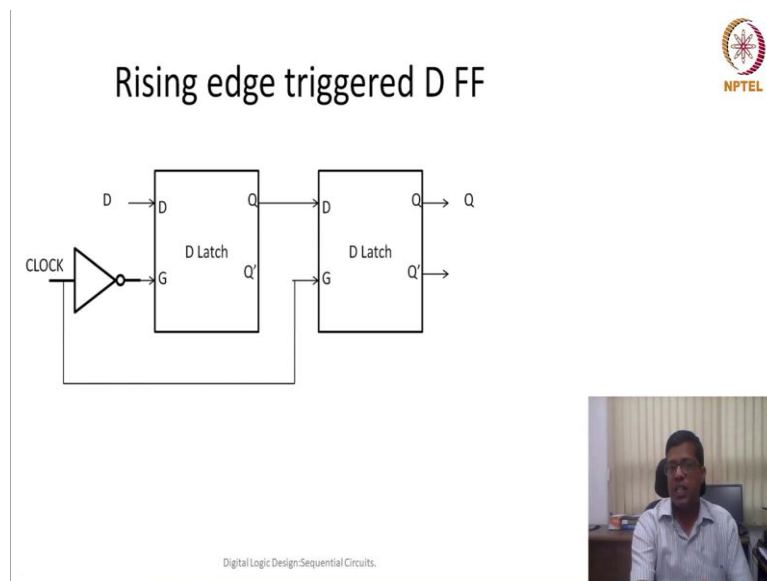 Rising edge triggered D FF
NPTEL
D
D
Q
D Latch
Q'
G
CLOCK
D
Q
D Latch
Q'
G
Q
Digital Logic Design:Sequential Circuits.